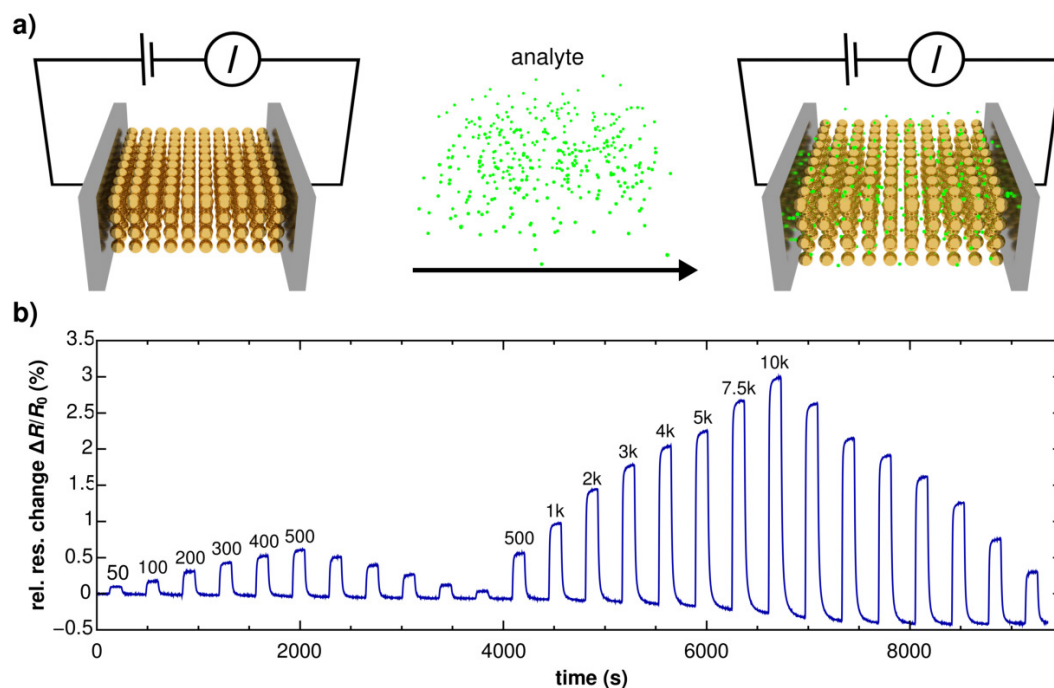 a)
I
analyte
I
b)
rel. res. change ΔR/R0 (%)
3.5
3
2.5
2
1.5
1
0.5
0
−0.5
50
100
200
300
400
500
500
1k
2k
3k
4k
5k
7.5k
10k
0
2000
4000
6000
8000
time (s)